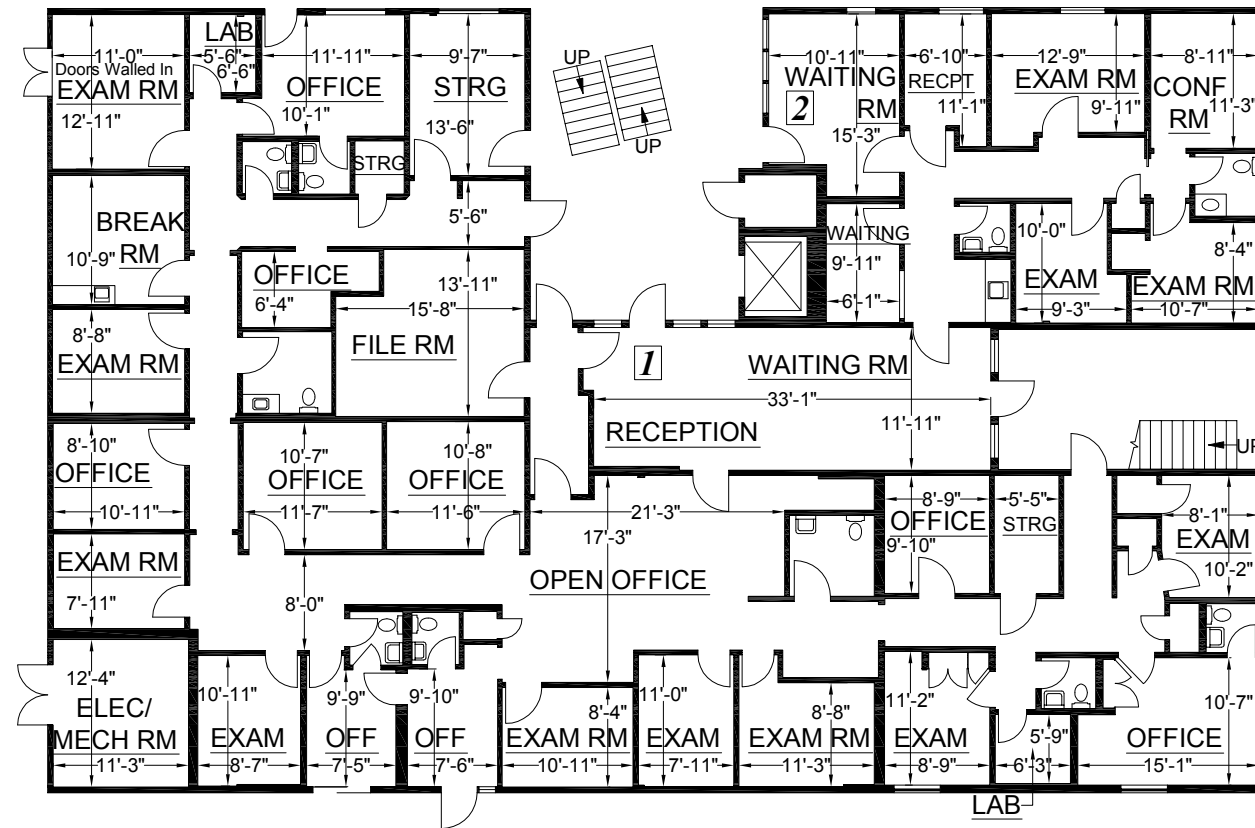 11'-0"
Doors Walled In
EXAM RM
12'-11"
LAB
5'-6"
6'-6"
11'-11"
OFFICE
10'-1"
9'-7"
STRG
13'-6"
UP
UP
10'-11"
WAITING
RM
2
15'-3"
6'-10"
RECPT
11'-1"
12'-9"
EXAM RM
9'-11"
8'-11"
CONF
RM
11'-3"
STRG
BREAK
RM
10'-9"
5'-6"
OFFICE
6'-4"
13'-11"
15'-8"
FILE RM
WAITING
9'-11"
6'-1"
10'-0"
EXAM
9'-3"
8'-4"
EXAM RM
10'-7"
8'-8"
EXAM RM
1
WAITING RM
33'-1"
RECEPTION
11'-11"
UP
8'-10"
OFFICE
10'-11"
10'-7"
OFFICE
11'-7"
10'-8"
OFFICE
11'-6"
21'-3"
17'-3"
OPEN OFFICE
8'-9"
OFFICE
9'-10"
5'-5"
STRG
8'-1"
EXAM
10'-2"
EXAM RM
7'-11"
8'-0"
12'-4"
ELEC/
MECH RM
11'-3"
10'-11"
EXAM
8'-7"
9'-9"
OFF
7'-5"
9'-10"
OFF
7'-6"
8'-4"
EXAM RM
10'-11"
11'-0"
EXAM
7'-11"
8'-8"
EXAM RM
11'-3"
11'-2"
EXAM
8'-9"
5'-9"
6'-3"
LAB
10'-7"
OFFICE
15'-1"